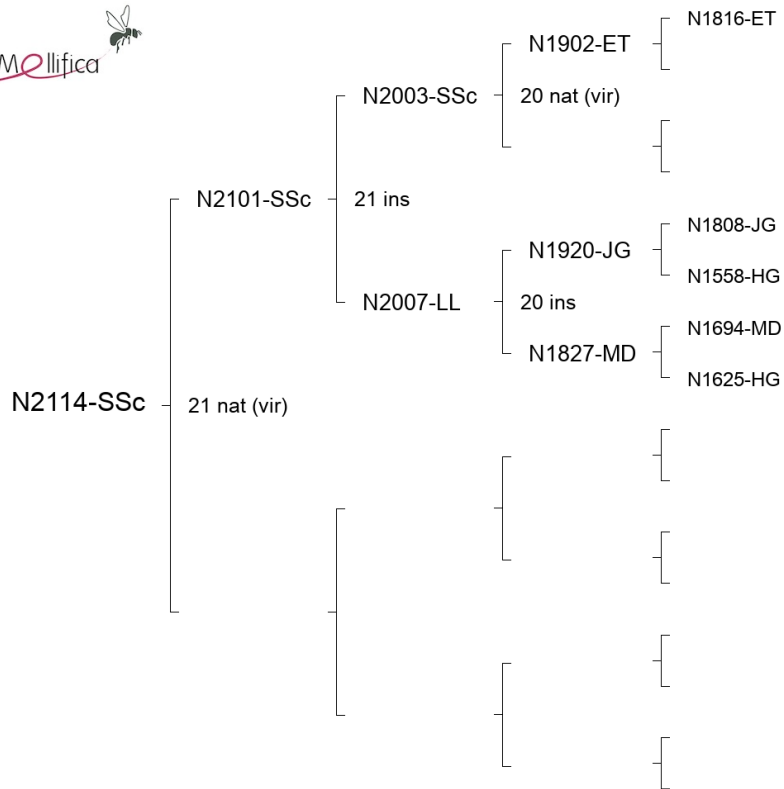 Mellifica
N1816-ET
N1902-ET
N2003-SSc
20 nat (vir)
N2101-SSc
21 ins
N1808-JG
N1920-JG
N1558-HG
N2007-LL
20 ins
N1694-MD
N1827-MD
N1625-HG
N2114-SSc
21 nat (vir)